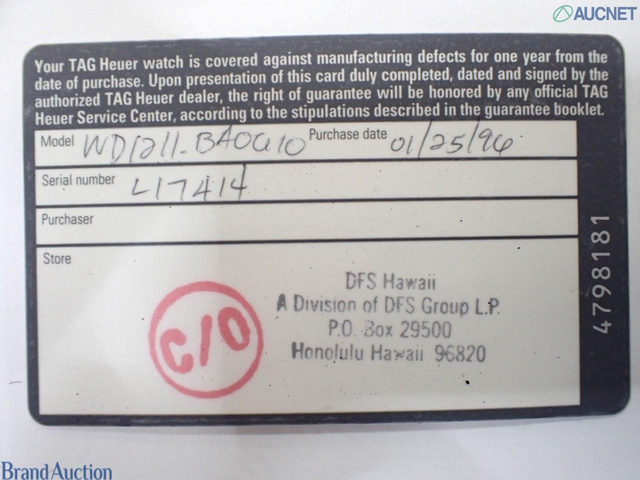 AUCNET
Your TAG Heuer watch is covered against manufacturing defects for one year from the
date of purchase. Upon presentation of this card duly completed, dated and signed by the
authorized TAG Heuer dealer, the right of guarantee will be honored by any official TAG
Heuer Service Center, according to the stipulations described in the guarantee booklet.
Model WD1211.BA0G10 Purchase date 01/25/96
Serial number L17414
Purchaser
Store
C/O
DFS Hawaii
A Division of DFS Group L.P.
P.O. Box 29500
Honolulu Hawaii 96820
4798181
Brand Auction